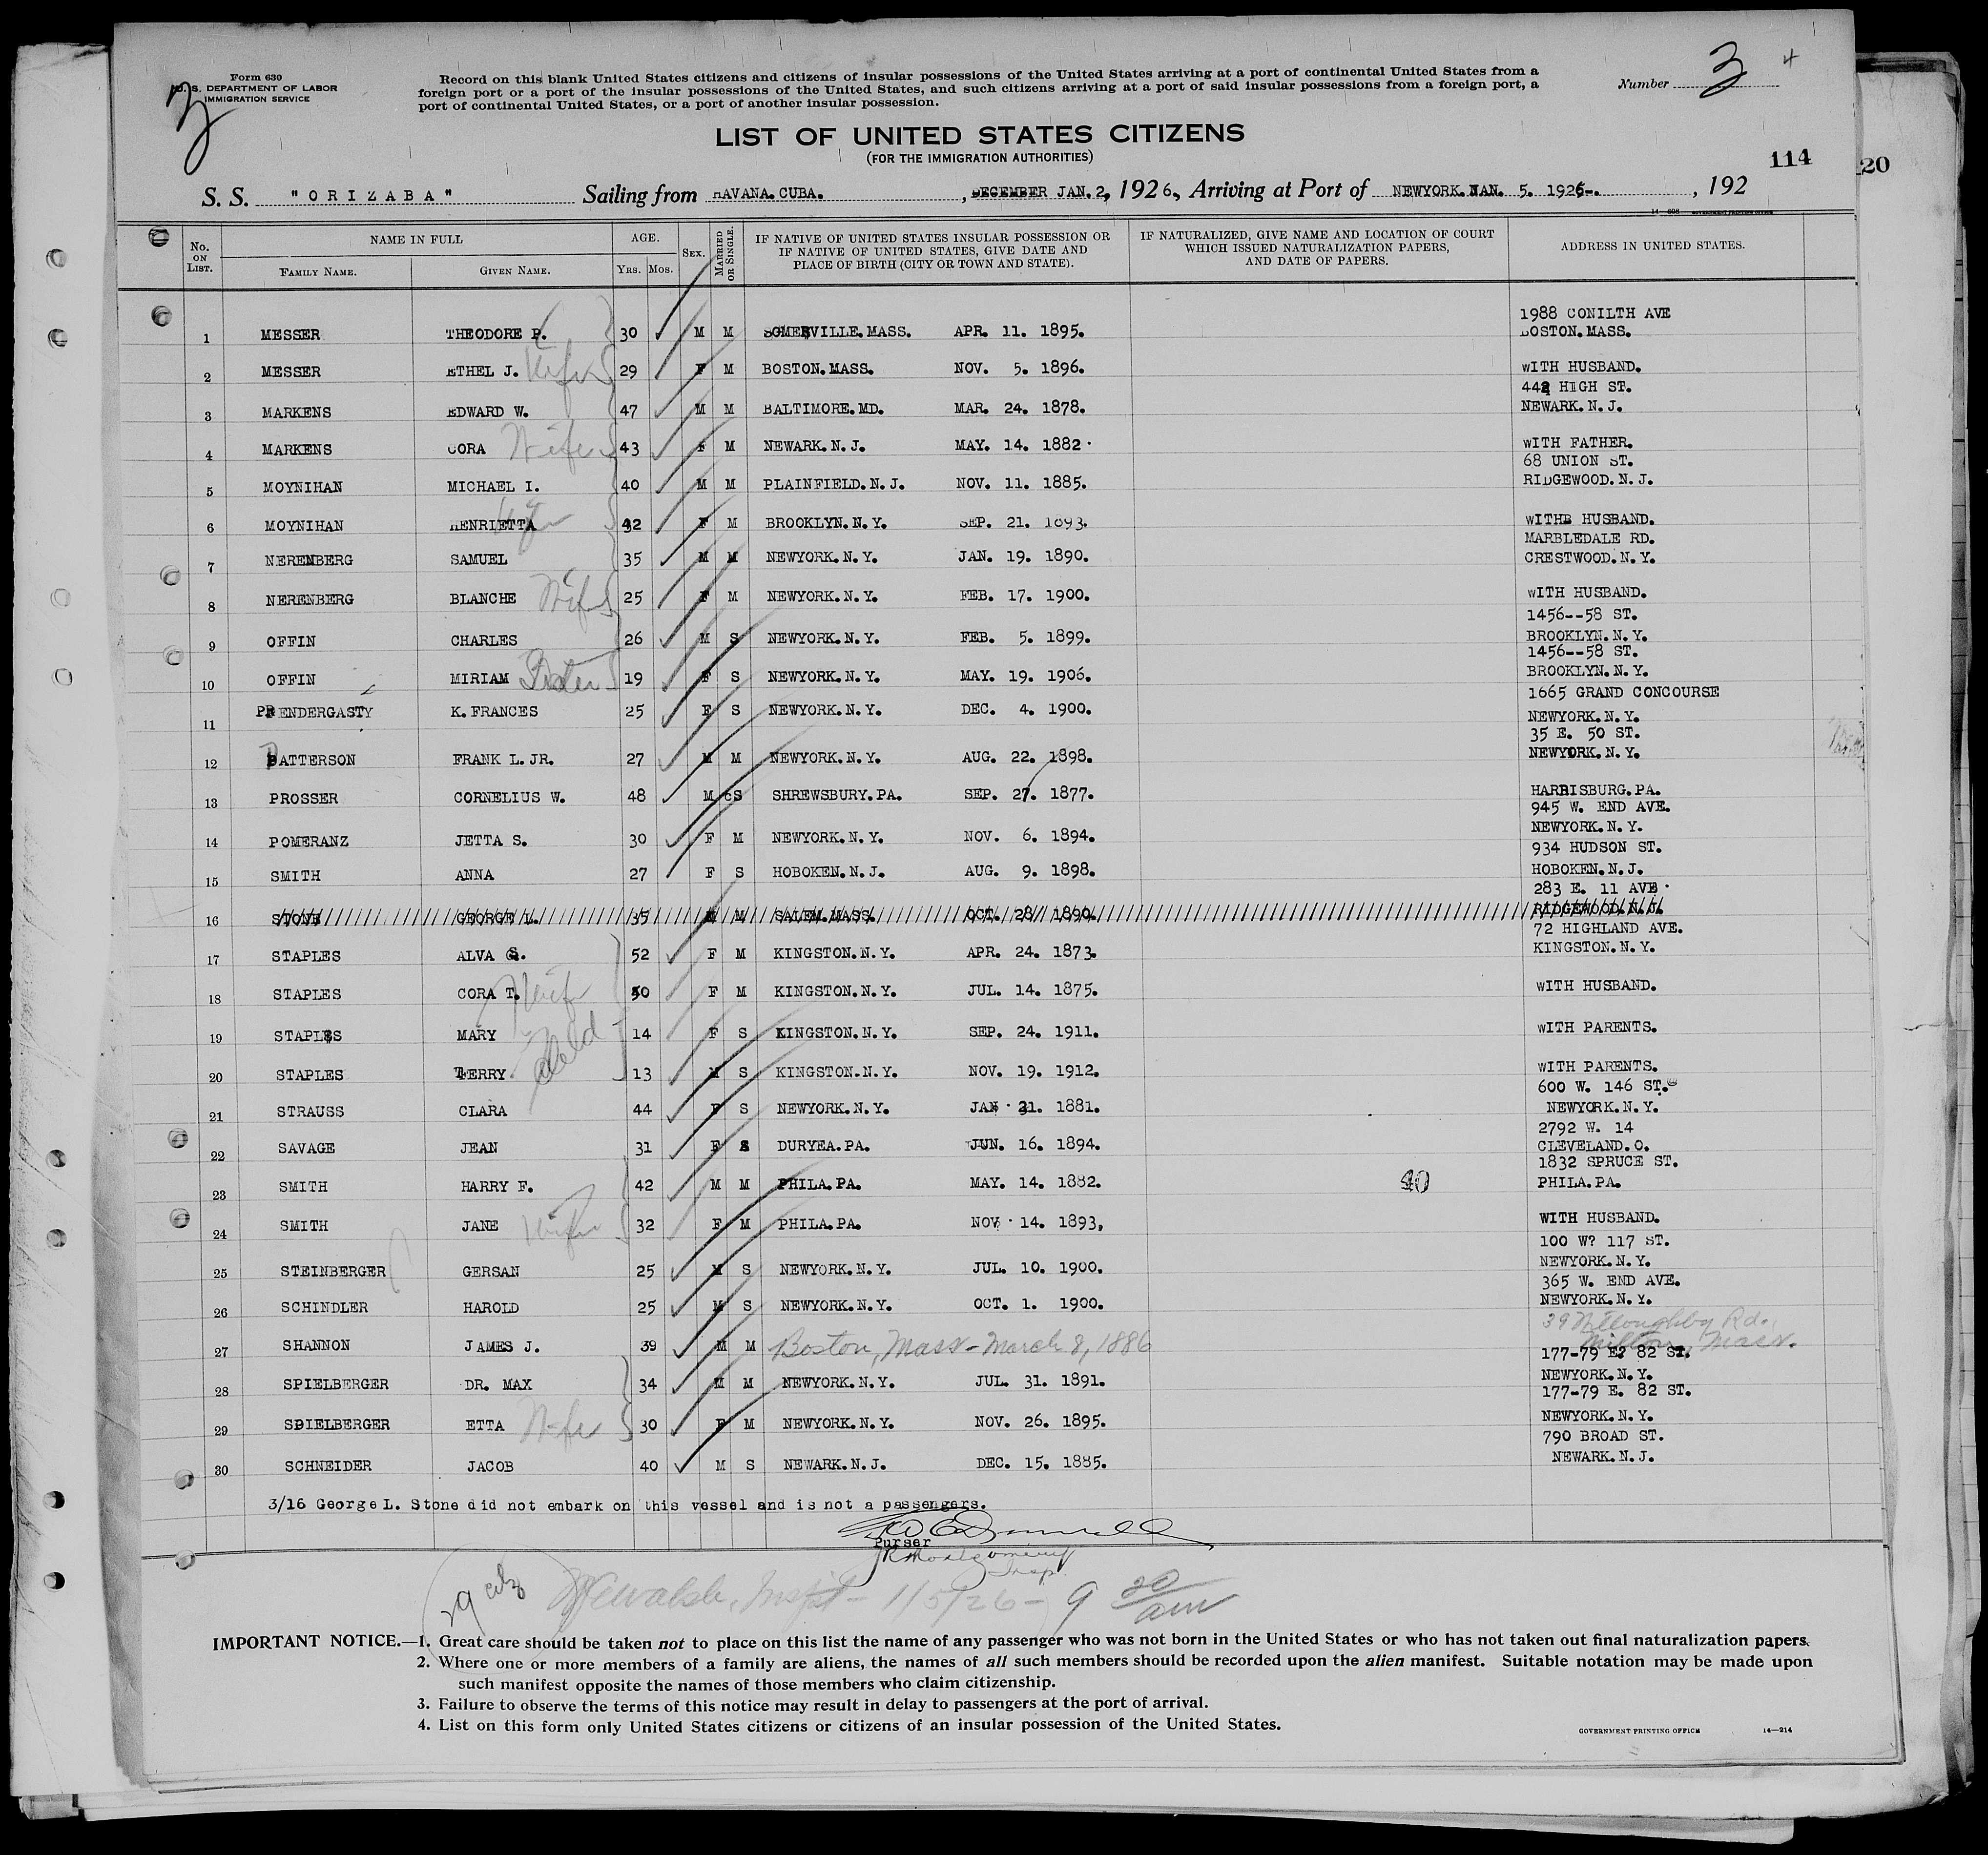 Form 630
U. S. DEPARTMENT OF LABOR
IMMIGRATION SERVICE
3
Record on this blank United States citizens and citizens of insular possessions of the United States arriving at a port of continental United States from a
foreign port or a port of the insular possessions of the United States, and such citizens arriving at a port of said insular possessions from a foreign port, a
port of continental United States, or a port of another insular possession.
Number 3 4
LIST OF UNITED STATES CITIZENS
(FOR THE IMMIGRATION AUTHORITIES)
114
20
S. S. "ORIZABA" Sailing from HAVANA. CUBA. , DECEMBER JAN. 2, 1926, Arriving at Port of NEWYORK. JAN. 5. 1926. , 192
No. ON LIST. NAME IN FULL FAMILY NAME. GIVEN NAME. AGE. YRS. MOS. SEX. MARRIED OR SINGLE. IF NATIVE OF UNITED STATES INSULAR POSSESSION OR IF NATIVE OF UNITED STATES, GIVE DATE AND PLACE OF BIRTH (CITY OR TOWN AND STATE). IF NATURALIZED, GIVE NAME AND LOCATION OF COURT WHICH ISSUED NATURALIZATION PAPERS, AND DATE OF PAPERS. ADDRESS IN UNITED STATES.
1988 CONILTH AVE
1 MESSER THEODORE P. 30 M M SOMERVILLE. MASS. APR. 11. 1895. BOSTON. MASS.
2 MESSER ETHEL J. Wife 29 F M BOSTON. MASS. NOV. 5. 1896. WITH HUSBAND.
442 HIGH ST.
3 MARKENS EDWARD W. 47 M M BALTIMORE. MD. MAR. 24. 1878. NEWARK. N. J.
4 MARKENS CORA Wife 43 F M NEWARK. N. J. MAY. 14. 1882. WITH FATHER.
68 UNION ST.
5 MOYNIHAN MICHAEL I. 40 M M PLAINFIELD. N. J. NOV. 11. 1885. RIDGEWOOD. N. J.
6 MOYNIHAN HENRIETTA Wife 32 F M BROOKLYN. N. Y. SEP. 21. 1893. WITHB HUSBAND.
MARBLEDALE RD.
7 NERENBERG SAMUEL 35 M M NEWYORK. N. Y. JAN. 19. 1890. CRESTWOOD. N. Y.
8 NERENBERG BLANCHE Wife 25 F M NEWYORK. N. Y. FEB. 17. 1900. WITH HUSBAND.
1456--58 ST.
9 OFFIN CHARLES 26 M S NEWYORK. N. Y. FEB. 5. 1899. BROOKLYN. N. Y.
1456--58 ST.
10 OFFIN MIRIAM Sister 19 F S NEWYORK. N. Y. MAY. 19. 1906. BROOKLYN. N. Y.
1665 GRAND CONCOURSE
11 PRENDERGASTY K. FRANCES 25 F S NEWYORK. N. Y. DEC. 4. 1900. NEWYORK. N. Y.
35 E. 50 ST.
12 PATTERSON FRANK L. JR. 27 M M NEWYORK. N. Y. AUG. 22. 1898. NEWYORK. N. Y.
13 PROSSER CORNELIUS W. 48 M S SHREWSBURY. PA. SEP. 27. 1877. HARRISBURG. PA.
945 W. END AVE.
14 POMERANZ JETTA S. 30 F M NEWYORK. N. Y. NOV. 6. 1894. NEWYORK. N. Y.
934 HUDSON ST.
15 SMITH ANNA 27 F S HOBOKEN. N. J. AUG. 9. 1898. HOBOKEN. N. J.
283 E. 11 AVE.
16 STONE GEORGE L. 35 M M SALEM. MASS. OCT. 28 1890. RIDGEWOOD. N. J.
72 HIGHLAND AVE.
17 STAPLES ALVA S. 52 F M KINGSTON. N. Y. APR. 24. 1873. KINGSTON. N. Y.
18 STAPLES CORA T. Wife 50 F M KINGSTON. N. Y. JUL. 14. 1875. WITH HUSBAND.
19 STAPLES MARY 14 F S KINGSTON. N. Y. SEP. 24. 1911. WITH PARENTS.
20 STAPLES TERRY 13 M S KINGSTON. N. Y. NOV. 19. 1912. WITH PARENTS.
600 W. 146 ST.
21 STRAUSS CLARA 44 F S NEWYORK. N. Y. JAN. 21. 1881. NEWYORK. N. Y.
2792 W. 14
22 SAVAGE JEAN 31 F S DURYEA. PA. JUN. 16. 1894. CLEVELAND. O.
1832 SPRUCE ST.
23 SMITH HARRY F. 42 M M PHILA. PA. MAY. 14. 1882. PHILA. PA.
24 SMITH JANE Wife 32 F M PHILA. PA. NOV. 14. 1893, WITH HUSBAND.
100 W? 117 ST.
25 STEINBERGER GERSAN 25 M S NEWYORK. N. Y. JUL. 10. 1900. NEWYORK. N. Y.
365 W. END AVE.
26 SCHINDLER HAROLD 25 M S NEWYORK. N. Y. OCT. 1. 1900. NEWYORK. N. Y.
39 Willoughby Rd.,
27 SHANNON JAMES J. 39 M M Boston, Mass - March 8, 1886 Milton, Mass.
177-79 E? 82 ST.
28 SPIELBERGER DR. MAX 34 M M NEWYORK. N. Y. JUL. 31. 1891. NEWYORK. N. Y.
177-79 E. 82 ST.
29 SPIELBERGER ETTA Wife 30 F M NEWYORK. N. Y. NOV. 26. 1895. NEWYORK. N. Y.
790 BROAD ST.
30 SCHNEIDER JACOB 40 M S NEWARK. N. J. DEC. 15. 1885. NEWARK. N. J.
3/16 George L. Stone did not embark on this vessel and is not a passengers.
Purser
1/5/26 - 9 30 am
IMPORTANT NOTICE.—1. Great care should be taken not to place on this list the name of any passenger who was not born in the United States or who has not taken out final naturalization papers.
2. Where one or more members of a family are aliens, the names of all such members should be recorded upon the alien manifest. Suitable notation may be made upon
such manifest opposite the names of those members who claim citizenship.
3. Failure to observe the terms of this notice may result in delay to passengers at the port of arrival.
4. List on this form only United States citizens or citizens of an insular possession of the United States.
GOVERNMENT PRINTING OFFICE 14—214